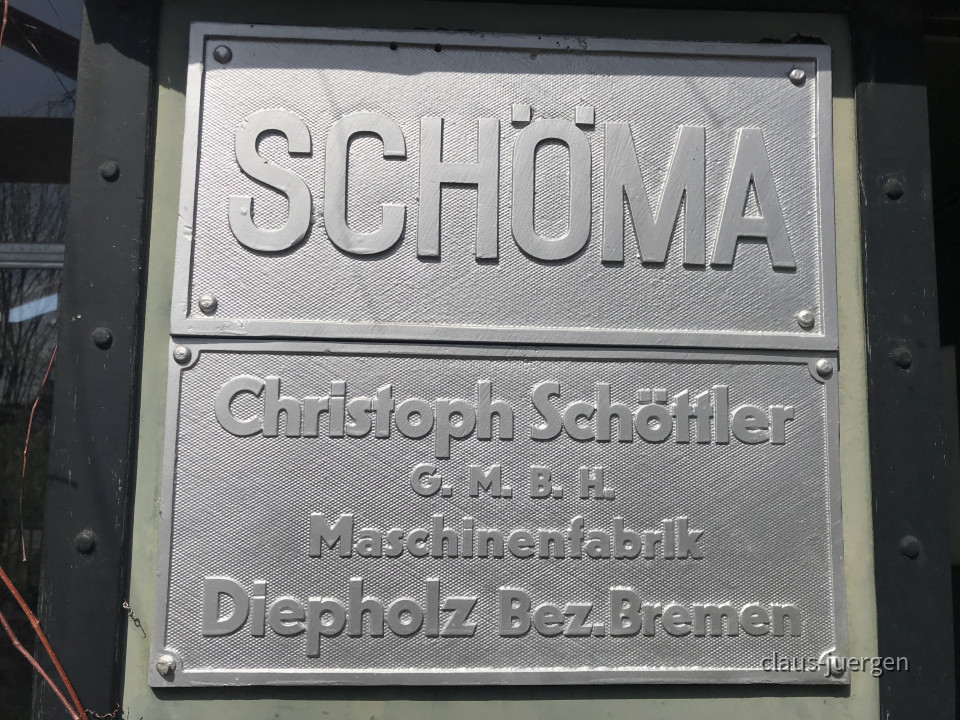 SCHÖMA
Christoph Schöttler
G. M. B. H.
Maschinenfabrik
Diepholz Bez. Bremen
claus-juergen